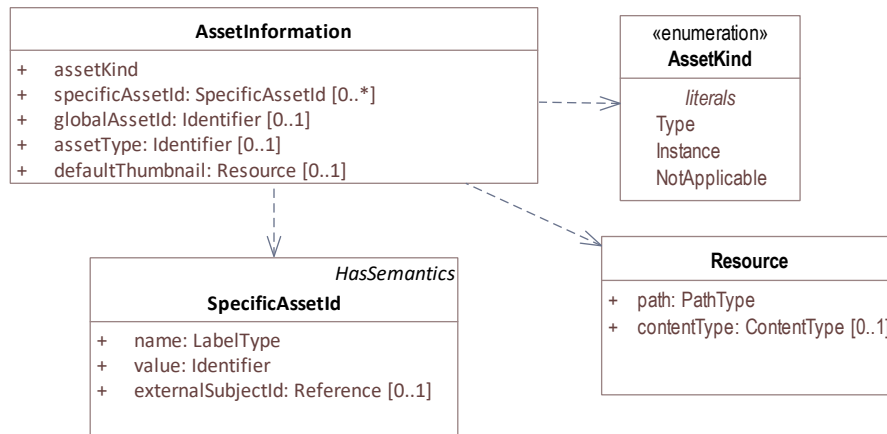 AssetInformation
+ assetKind
+ specificAssetId: SpecificAssetId [0..*]
+ globalAssetId: Identifier [0..1]
+ assetType: Identifier [0..1]
+ defaultThumbnail: Resource [0..1]
«enumeration»
AssetKind
literals
Type
Instance
NotApplicable
HasSemantics
SpecificAssetId
+ name: LabelType
+ value: Identifier
+ externalSubjectId: Reference [0..1]
Resource
+ path: PathType
+ contentType: ContentType [0..1]